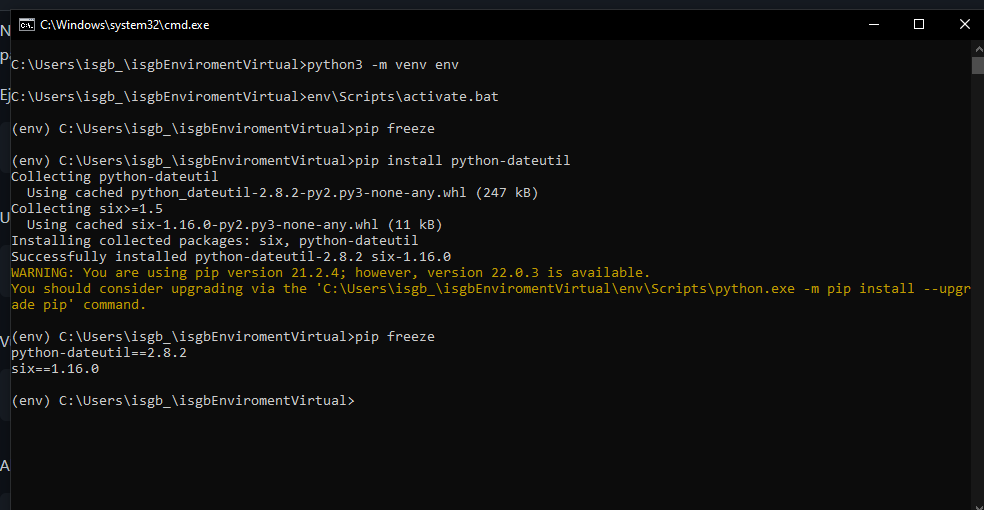 C:\Windows\system32\cmd.exe
C:\Users\isgb_\isgbEnviromentVirtual>python3 -m venv env
C:\Users\isgb_\isgbEnviromentVirtual>env\Scripts\activate.bat
(env) C:\Users\isgb_\isgbEnviromentVirtual>pip freeze
(env) C:\Users\isgb_\isgbEnviromentVirtual>pip install python-dateutil
Collecting python-dateutil
  Using cached python_dateutil-2.8.2-py2.py3-none-any.whl (247 kB)
Collecting six>=1.5
  Using cached six-1.16.0-py2.py3-none-any.whl (11 kB)
Installing collected packages: six, python-dateutil
Successfully installed python-dateutil-2.8.2 six-1.16.0
WARNING: You are using pip version 21.2.4; however, version 22.0.3 is available.
You should consider upgrading via the 'C:\Users\isgb_\isgbEnviromentVirtual\env\Scripts\python.exe -m pip install --upgr
ade pip' command.
(env) C:\Users\isgb_\isgbEnviromentVirtual>pip freeze
python-dateutil==2.8.2
six==1.16.0
(env) C:\Users\isgb_\isgbEnviromentVirtual>